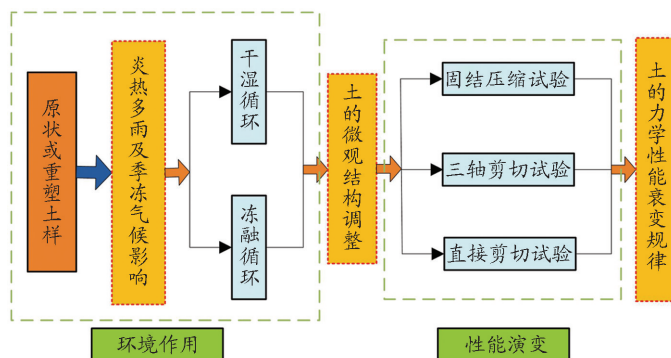 原状或重塑土样
炎热多雨及季冻气候影响
干湿循环
冻融循环
土的微观结构调整
固结压缩试验
三轴剪切试验
直接剪切试验
土的力学性能衰变规律
环境作用
性能演变